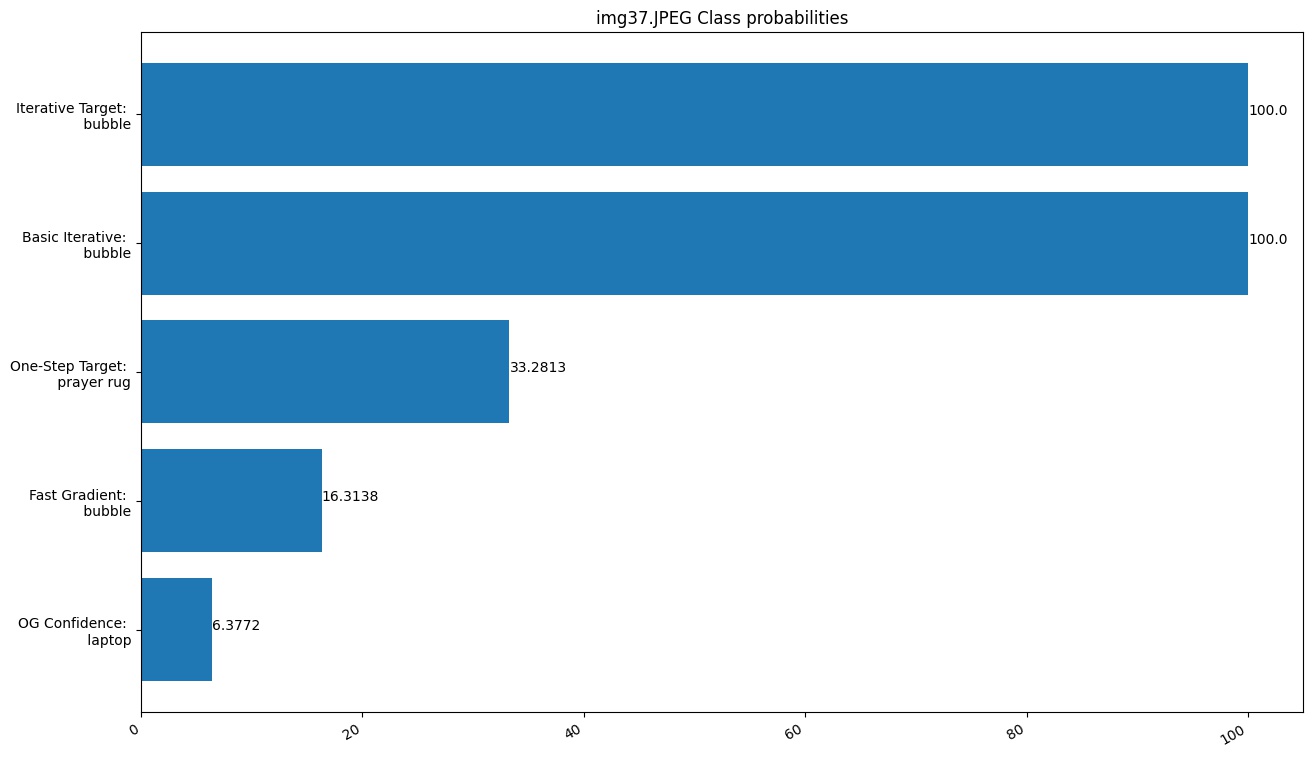 img37.JPEG Class probabilities
Iterative Target:
bubble
100.0
Basic Iterative:
bubble
100.0
One-Step Target:
prayer rug
33.2813
Fast Gradient:
bubble
16.3138
OG Confidence:
laptop
6.3772
0
20
40
60
80
100